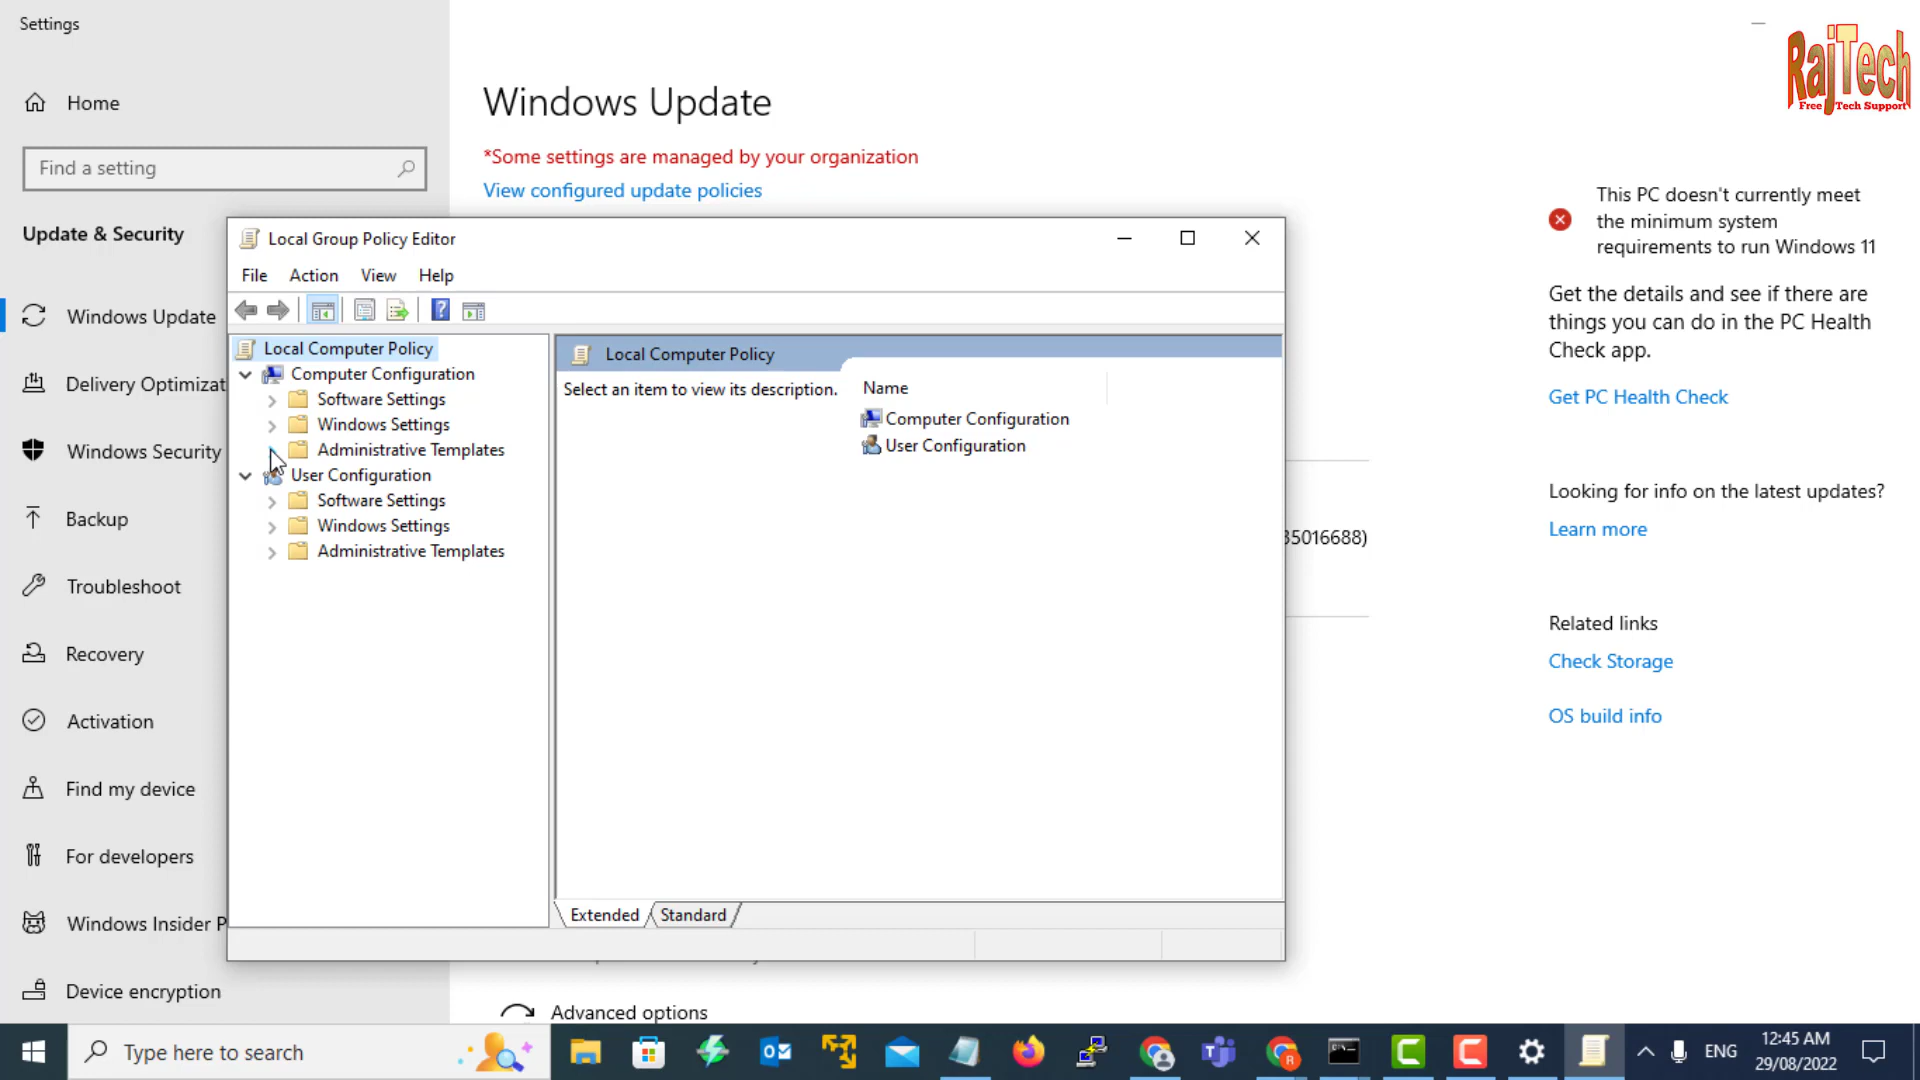 Settings
Home
Find a setting
Update & Security
Windows Update
Delivery Optimizat
Windows Security
Backup
Troubleshoot
Recovery
Activation
Find my device
For developers
Windows Insider P
Device encryption
Windows Update
*Some settings are managed by your organization
View configured update policies
Local Group Policy Editor
File Action View Help
Local Computer Policy
Computer Configuration
Software Settings
Windows Settings
Administrative Templates
User Configuration
Software Settings
Windows Settings
Administrative Templates
Local Computer Policy
Select an item to view its description.
Name
Computer Configuration
User Configuration
Extended
Standard
35016688)
Advanced options
RajTech
Free Tech Support
This PC doesn't currently meet
the minimum system
requirements to run Windows 11
Get the details and see if there are
things you can do in the PC Health
Check app.
Get PC Health Check
Looking for info on the latest updates?
Learn more
Related links
Check Storage
OS build info
Type here to search
ENG
12:45 AM
29/08/2022